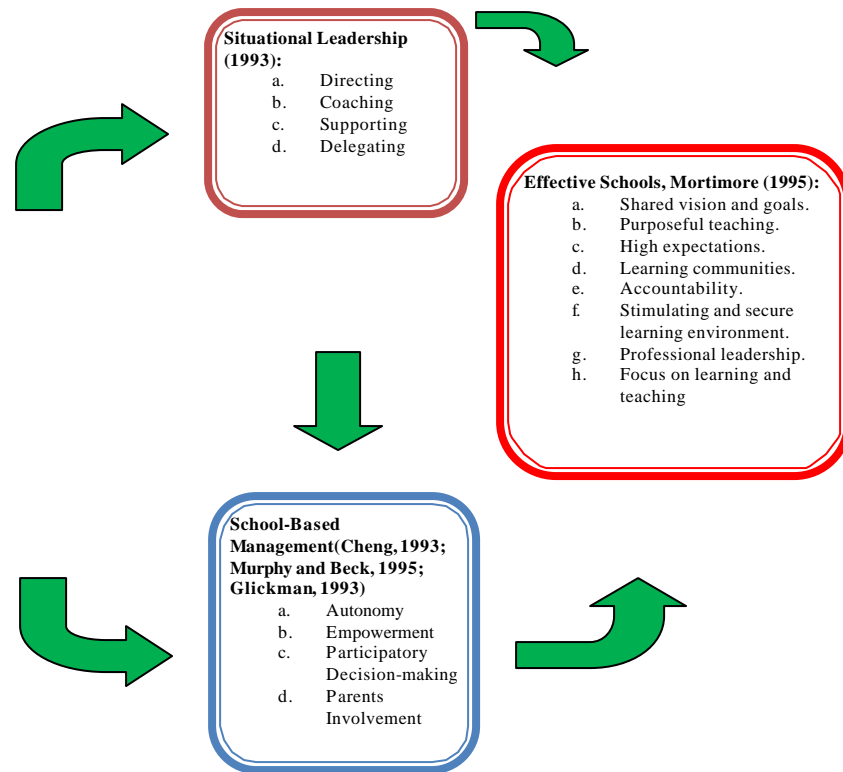 Situational Leadership
(1993):
a. Directing
b. Coaching
c. Supporting
d. Delegating
Effective Schools, Mortimore (1995):
a. Shared vision and goals.
b. Purposeful teaching.
c. High expectations.
d. Learning communities.
e. Accountability.
f. Stimulating and secure
learning environment.
g. Professional leadership.
h. Focus on learning and
teaching
School-Based
Management(Cheng, 1993;
Murphy and Beck, 1995;
Glickman, 1993)
a. Autonomy
b. Empowerment
c. Participatory
Decision-making
d. Parents
Involvement